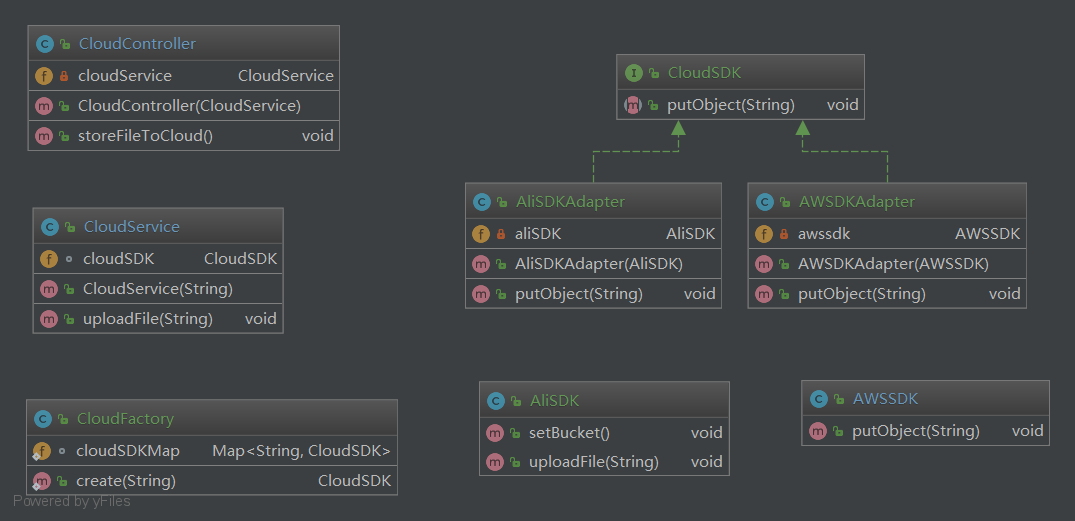 CloudController
cloudService CloudService
CloudController(CloudService)
storeFileToCloud() void
CloudSDK
putObject(String) void
CloudService
cloudSDK CloudSDK
CloudService(String)
uploadFile(String) void
AliSDKAdapter
aliSDK AliSDK
AliSDKAdapter(AliSDK)
putObject(String) void
AWSDKAdapter
awssdk AWSSDK
AWSDKAdapter(AWSSDK)
putObject(String) void
CloudFactory
cloudSDKMap Map<String, CloudSDK>
create(String) CloudSDK
AliSDK
setBucket() void
uploadFile(String) void
AWSSDK
putObject(String) void
Powered by yFiles